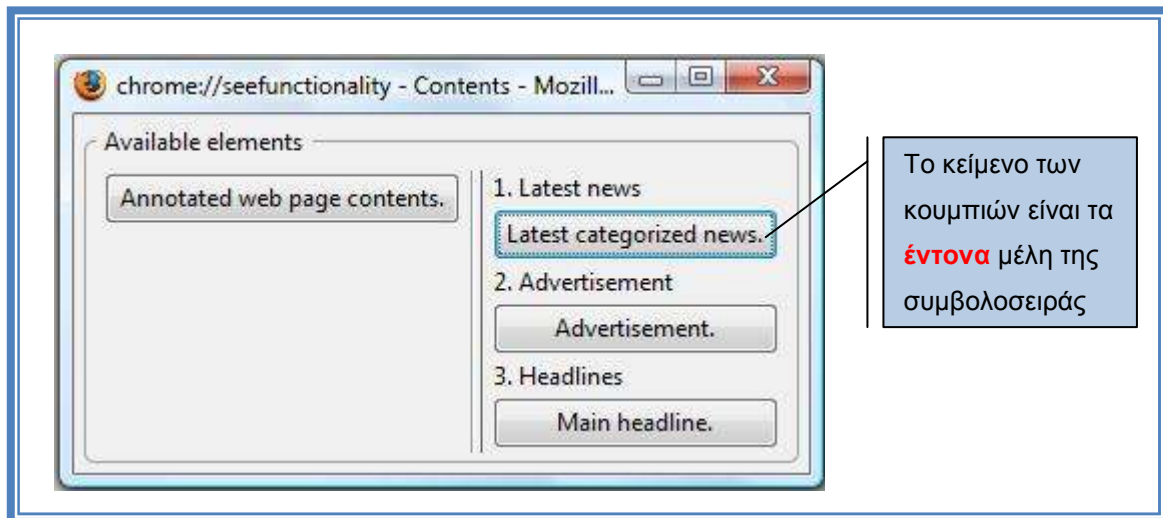 chrome://seefunctionality - Contents - Mozill...
Available elements
Annotated web page contents.
1. Latest news
Latest categorized news.
2. Advertisement
Advertisement.
3. Headlines
Main headline.
Το κείμενο των
κουμπιών είναι τα
έντονα μέλη της
συμβολοσειράς